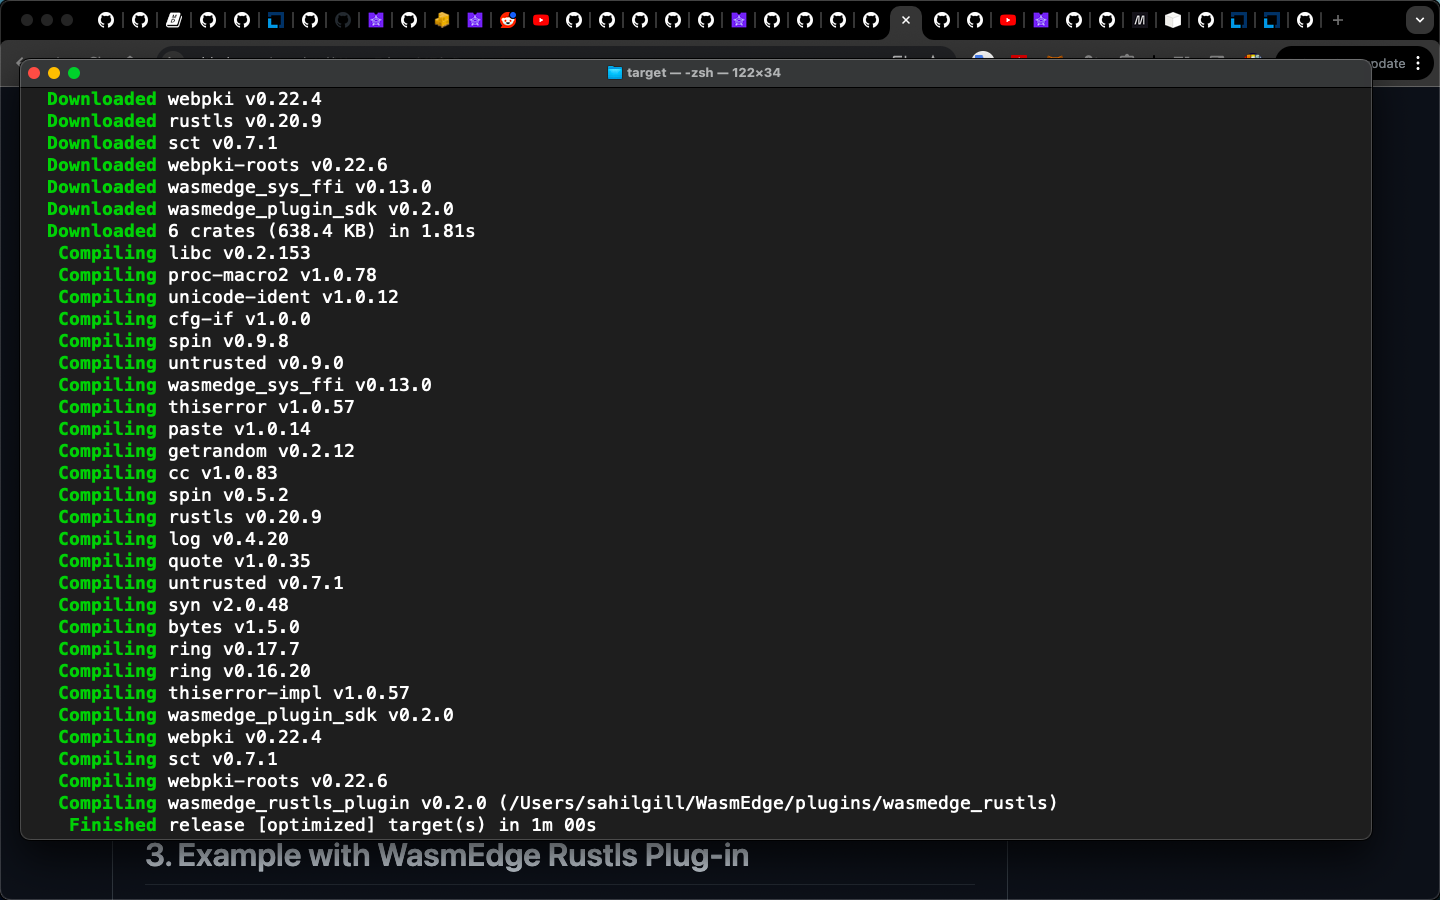 target — -zsh — 122×34
pdate
Downloaded webpki v0.22.4
Downloaded rustls v0.20.9
Downloaded sct v0.7.1
Downloaded webpki-roots v0.22.6
Downloaded wasmedge_sys_ffi v0.13.0
Downloaded wasmedge_plugin_sdk v0.2.0
Downloaded 6 crates (638.4 KB) in 1.81s
Compiling libc v0.2.153
Compiling proc-macro2 v1.0.78
Compiling unicode-ident v1.0.12
Compiling cfg-if v1.0.0
Compiling spin v0.9.8
Compiling untrusted v0.9.0
Compiling wasmedge_sys_ffi v0.13.0
Compiling thiserror v1.0.57
Compiling paste v1.0.14
Compiling getrandom v0.2.12
Compiling cc v1.0.83
Compiling spin v0.5.2
Compiling rustls v0.20.9
Compiling log v0.4.20
Compiling quote v1.0.35
Compiling untrusted v0.7.1
Compiling syn v2.0.48
Compiling bytes v1.5.0
Compiling ring v0.17.7
Compiling ring v0.16.20
Compiling thiserror-impl v1.0.57
Compiling wasmedge_plugin_sdk v0.2.0
Compiling webpki v0.22.4
Compiling sct v0.7.1
Compiling webpki-roots v0.22.6
Compiling wasmedge_rustls_plugin v0.2.0 (/Users/sahilgill/WasmEdge/plugins/wasmedge_rustls)
Finished release [optimized] target(s) in 1m 00s
3. Example with WasmEdge Rustls Plug-in